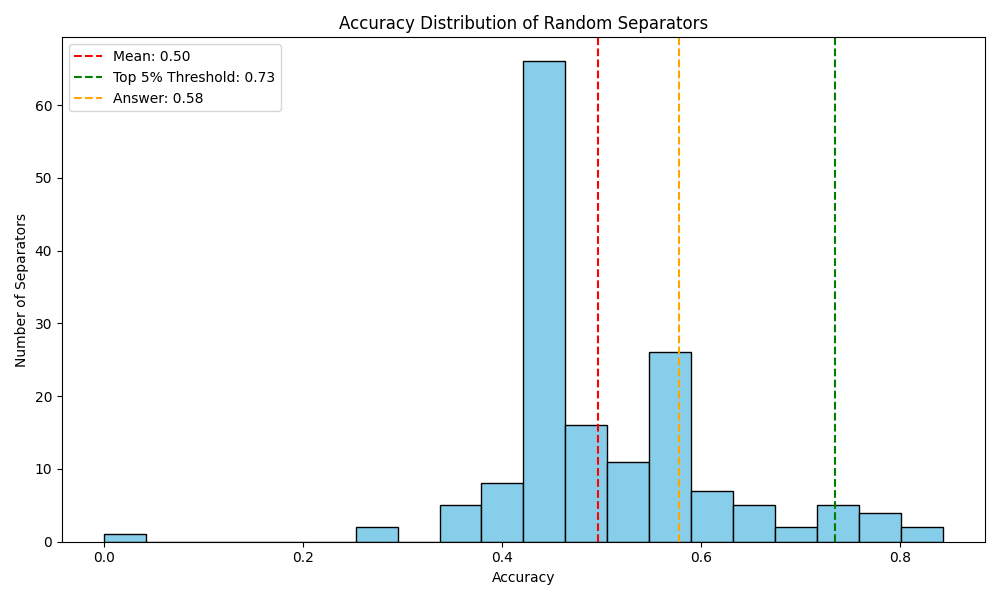 Accuracy Distribution of Random Separators
Mean: 0.50
Top 5% Threshold: 0.73
Answer: 0.58
Number of Separators
60
50
40
30
20
10
0
0.0 0.2 0.4 0.6 0.8
Accuracy